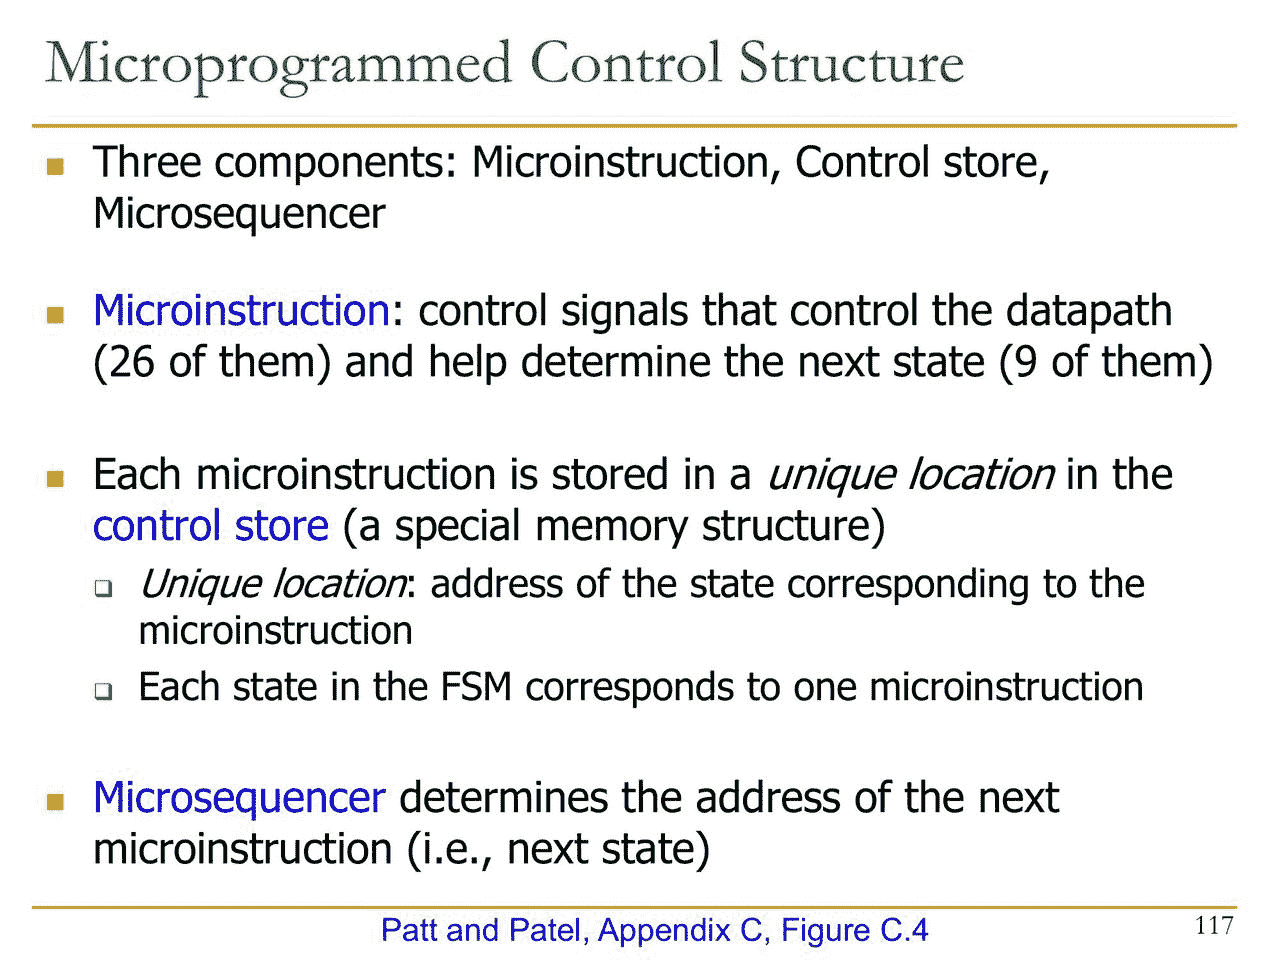 Microprogrammed Control Structure
Three components: Microinstruction, Control store,
Microsequencer
Microinstruction: control signals that control the datapath
(26 of them) and help determine the next state (9 of them)
Each microinstruction is stored in a unique location in the
control store (a special memory structure)
Unique location: address of the state corresponding to the
microinstruction
Each state in the FSM corresponds to one microinstruction
Microsequencer determines the address of the next
microinstruction (i.e., next state)
Patt and Patel, Appendix C, Figure C.4
117